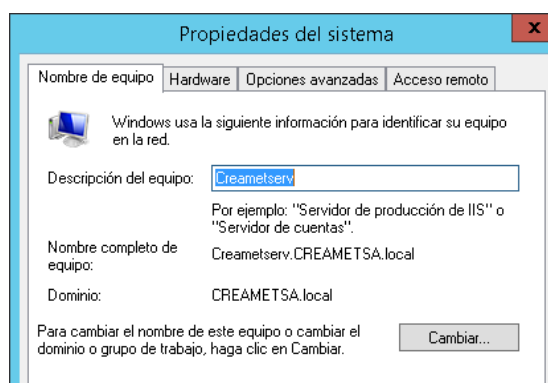 Propiedades del sistema
x
Nombre de equipo
Hardware
Opciones avanzadas
Acceso remoto
Windows usa la siguiente información para identificar su equipo
en la red.
Descripción del equipo:
Creametserv
Por ejemplo: "Servidor de producción de IIS" o
"Servidor de cuentas".
Nombre completo de
equipo:
Creametserv.CREAMETSA.local
Dominio:
CREAMETSA.local
Para cambiar el nombre de este equipo o cambiar el
dominio o grupo de trabajo, haga clic en Cambiar.
Cambiar...